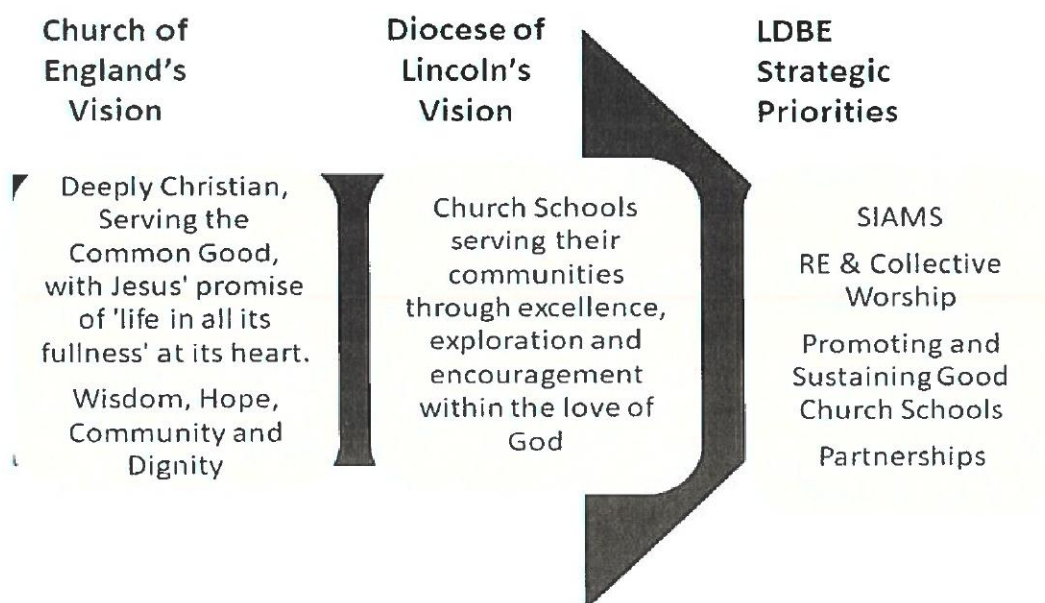 Church of
England's
Vision
Deeply Christian,
Serving the
Common Good,
with Jesus' promise
of 'life in all its
fullness' at its heart.
Wisdom, Hope,
Community and
Dignity
Diocese of
Lincoln's
Vision
Church Schools
serving their
communities
through excellence,
exploration and
encouragement
within the love of
God
LDBE
Strategic
Priorities
SIAMS
RE & Collective
Worship
Promoting and
Sustaining Good
Church Schools
Partnerships